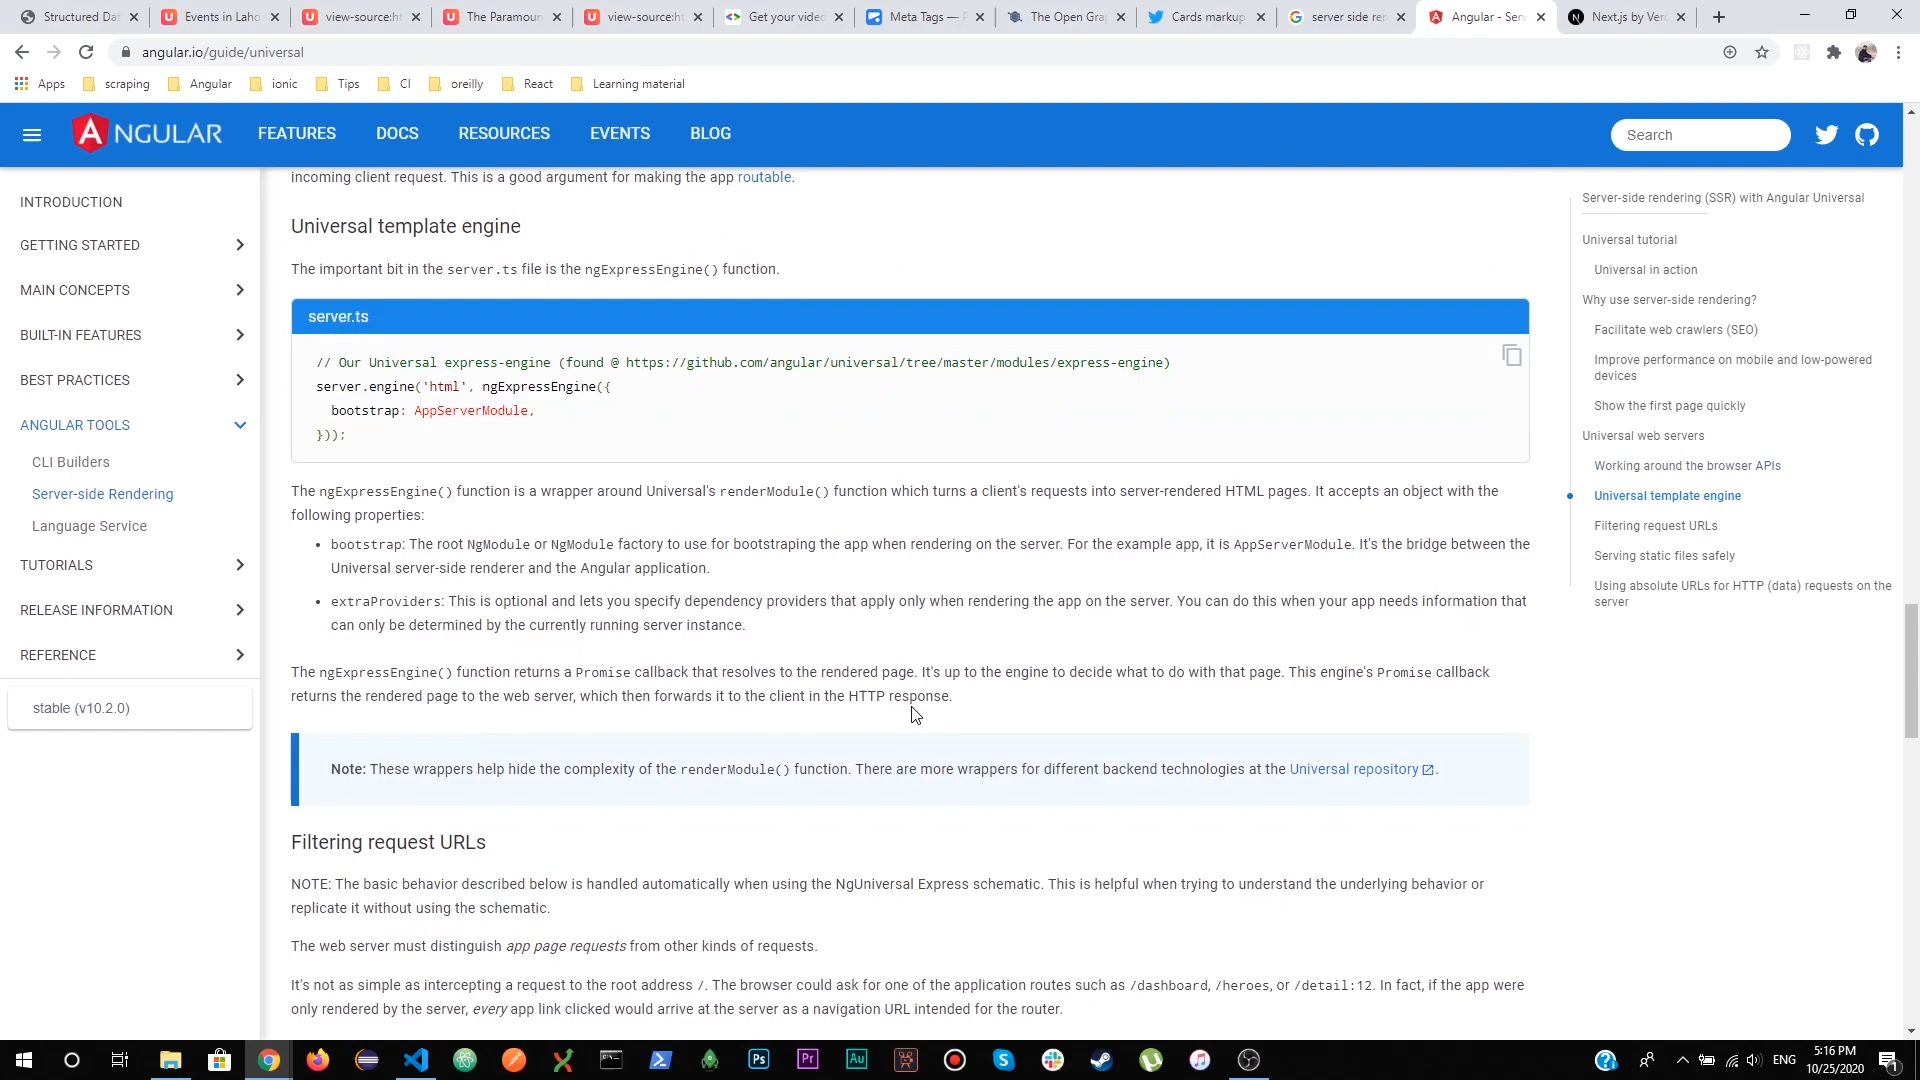 Structured Dat
Events in Laho
view-source:ht
The Paramoun
view-source:ht
Get your video
Meta Tags — P
The Open Gra
Cards markup
server side ren
Angular - Serv
Next.js by Verc
angular.io/guide/universal
Apps
scraping
Angular
ionic
Tips
CI
oreilly
React
Learning material
ANGULAR
FEATURES
DOCS
RESOURCES
EVENTS
BLOG
Search
INTRODUCTION
GETTING STARTED
MAIN CONCEPTS
BUILT-IN FEATURES
BEST PRACTICES
ANGULAR TOOLS
CLI Builders
Server-side Rendering
Language Service
TUTORIALS
RELEASE INFORMATION
REFERENCE
stable (v10.2.0)
incoming client request. This is a good argument for making the app routable.
Universal template engine
The important bit in the server.ts file is the ngExpressEngine() function.
server.ts
// Our Universal express-engine (found @ https://github.com/angular/universal/tree/master/modules/express-engine)
server.engine('html', ngExpressEngine({
bootstrap: AppServerModule,
}));
The ngExpressEngine() function is a wrapper around Universal's renderModule() function which turns a client's requests into server-rendered HTML pages. It accepts an object with the
following properties:
• bootstrap: The root NgModule or NgModule factory to use for bootstraping the app when rendering on the server. For the example app, it is AppServerModule. It's the bridge between the
Universal server-side renderer and the Angular application.
• extraProviders: This is optional and lets you specify dependency providers that apply only when rendering the app on the server. You can do this when your app needs information that
can only be determined by the currently running server instance.
The ngExpressEngine() function returns a Promise callback that resolves to the rendered page. It's up to the engine to decide what to do with that page. This engine's Promise callback
returns the rendered page to the web server, which then forwards it to the client in the HTTP response.
Note: These wrappers help hide the complexity of the renderModule() function. There are more wrappers for different backend technologies at the Universal repository.
Filtering request URLs
NOTE: The basic behavior described below is handled automatically when using the NgUniversal Express schematic. This is helpful when trying to understand the underlying behavior or
replicate it without using the schematic.
The web server must distinguish app page requests from other kinds of requests.
It's not as simple as intercepting a request to the root address /. The browser could ask for one of the application routes such as /dashboard, /heroes, or /detail:12. In fact, if the app were
only rendered by the server, every app link clicked would arrive at the server as a navigation URL intended for the router.
Server-side rendering (SSR) with Angular Universal
Universal tutorial
Universal in action
Why use server-side rendering?
Facilitate web crawlers (SEO)
Improve performance on mobile and low-powered
devices
Show the first page quickly
Universal web servers
Working around the browser APIs
Universal template engine
Filtering request URLs
Serving static files safely
Using absolute URLs for HTTP (data) requests on the
server
Ps
Pr
Au
ENG
5:16 PM
10/25/2020
1